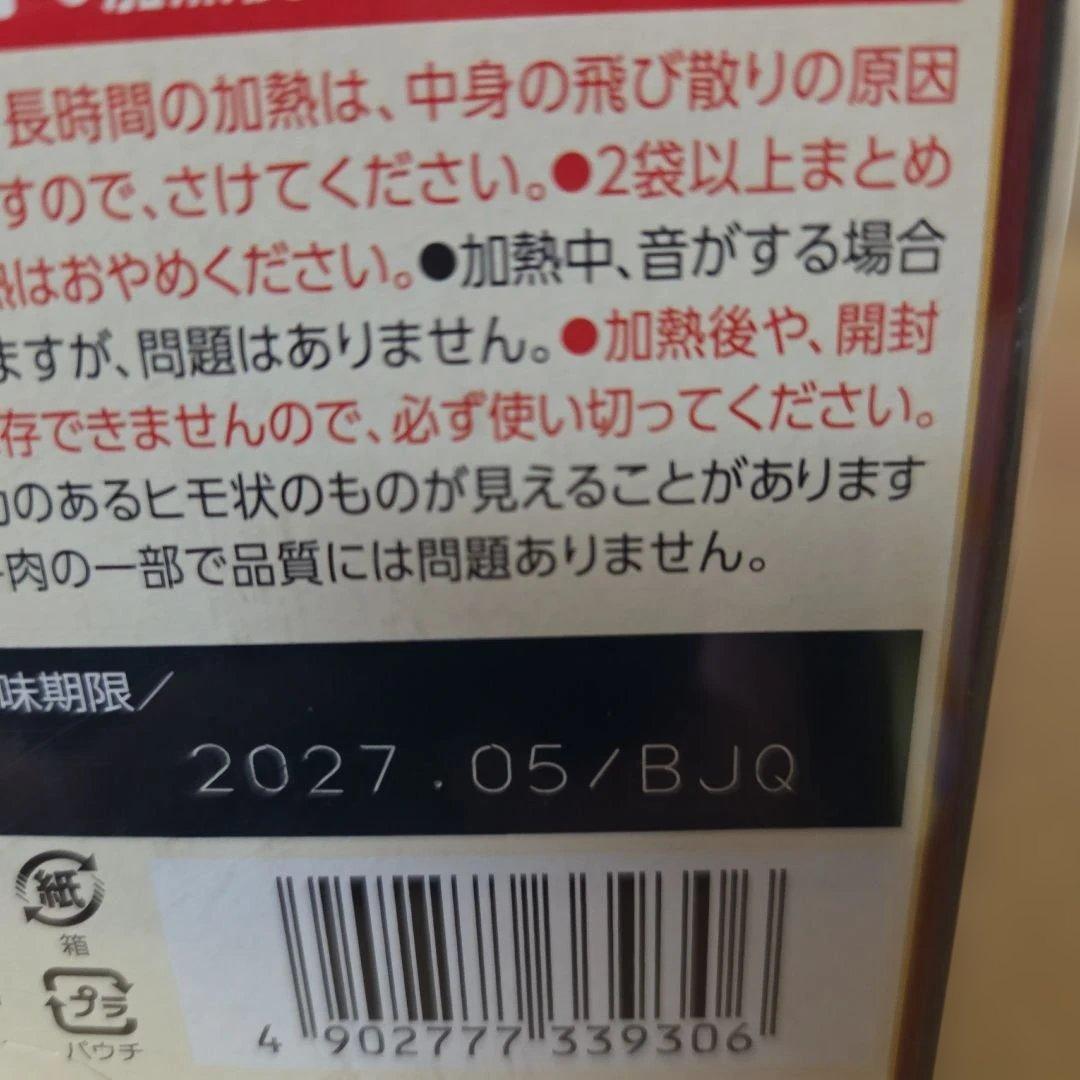 長時間の加熱は、中身の飛び散りの原因
すので、さけてください。●2袋以上まとめ
熱はおやめください。●加熱中、音がする場合
ますが、問題はありません。●加熱後や、開封
存できませんので、必ず使い切ってください。
のあるヒモ状のものが見えることがあります
肉の一部で品質には問題ありません。
味期限/
2027.05/BJQ
紙
箱
プラ
パウチ
4 902777 339306